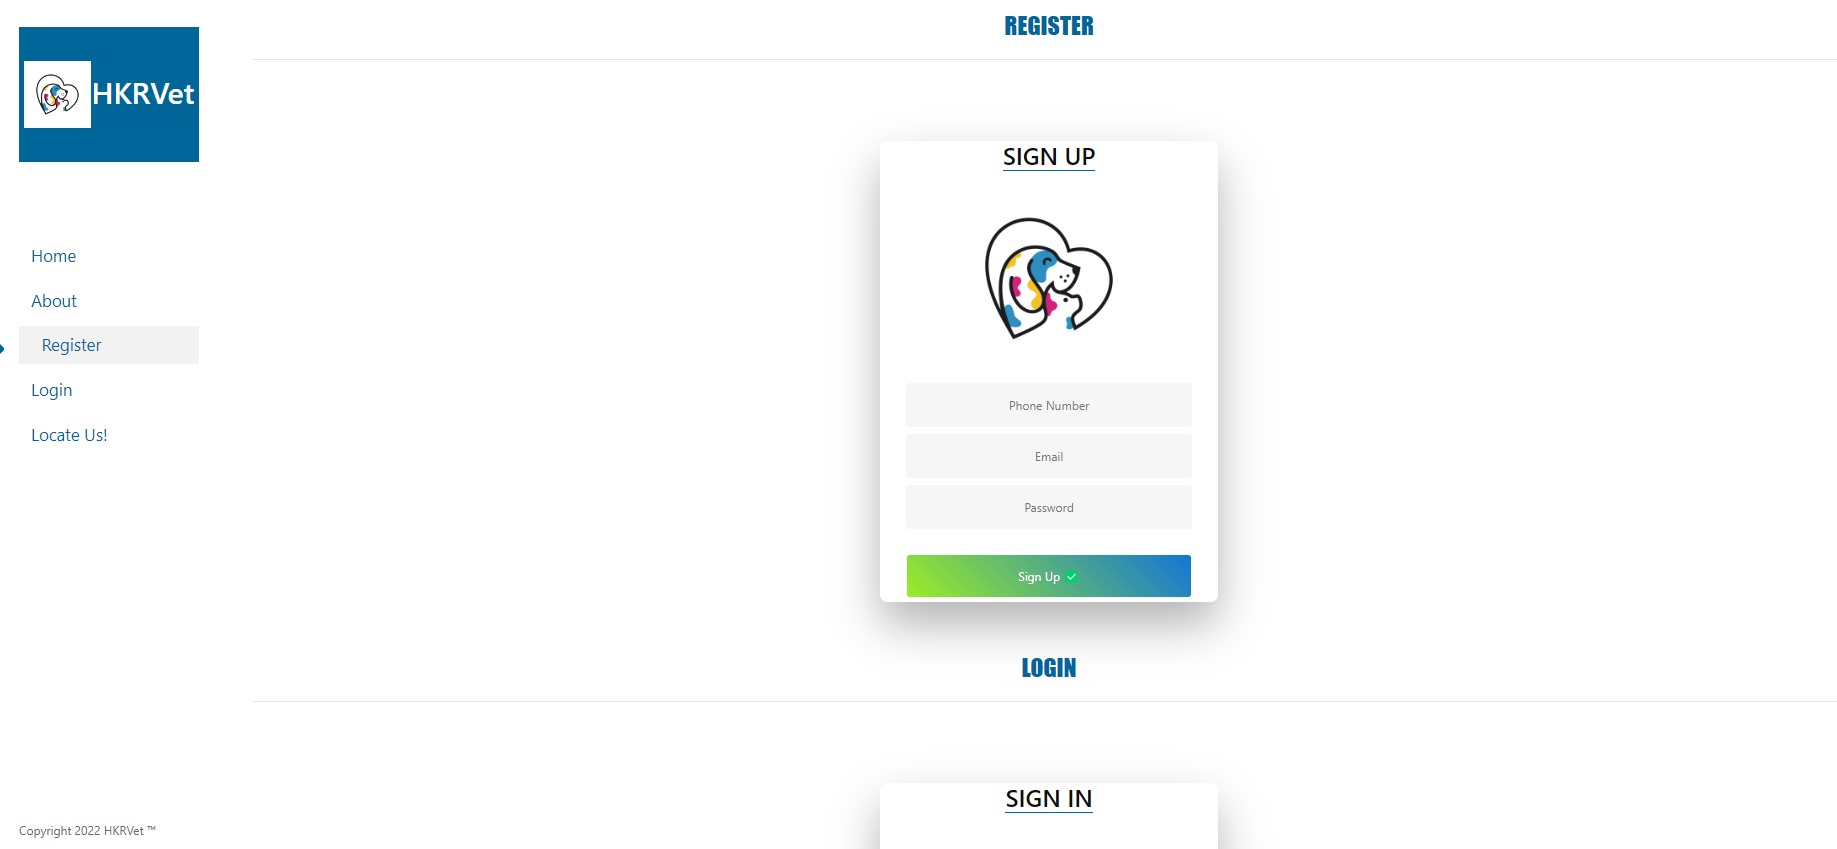 HKRVet
Home
About
Register
Login
Locate Us!
Copyright 2022 HKRVet ™
REGISTER
SIGN UP
Phone Number
Email
Password
Sign Up ✅
LOGIN
SIGN IN